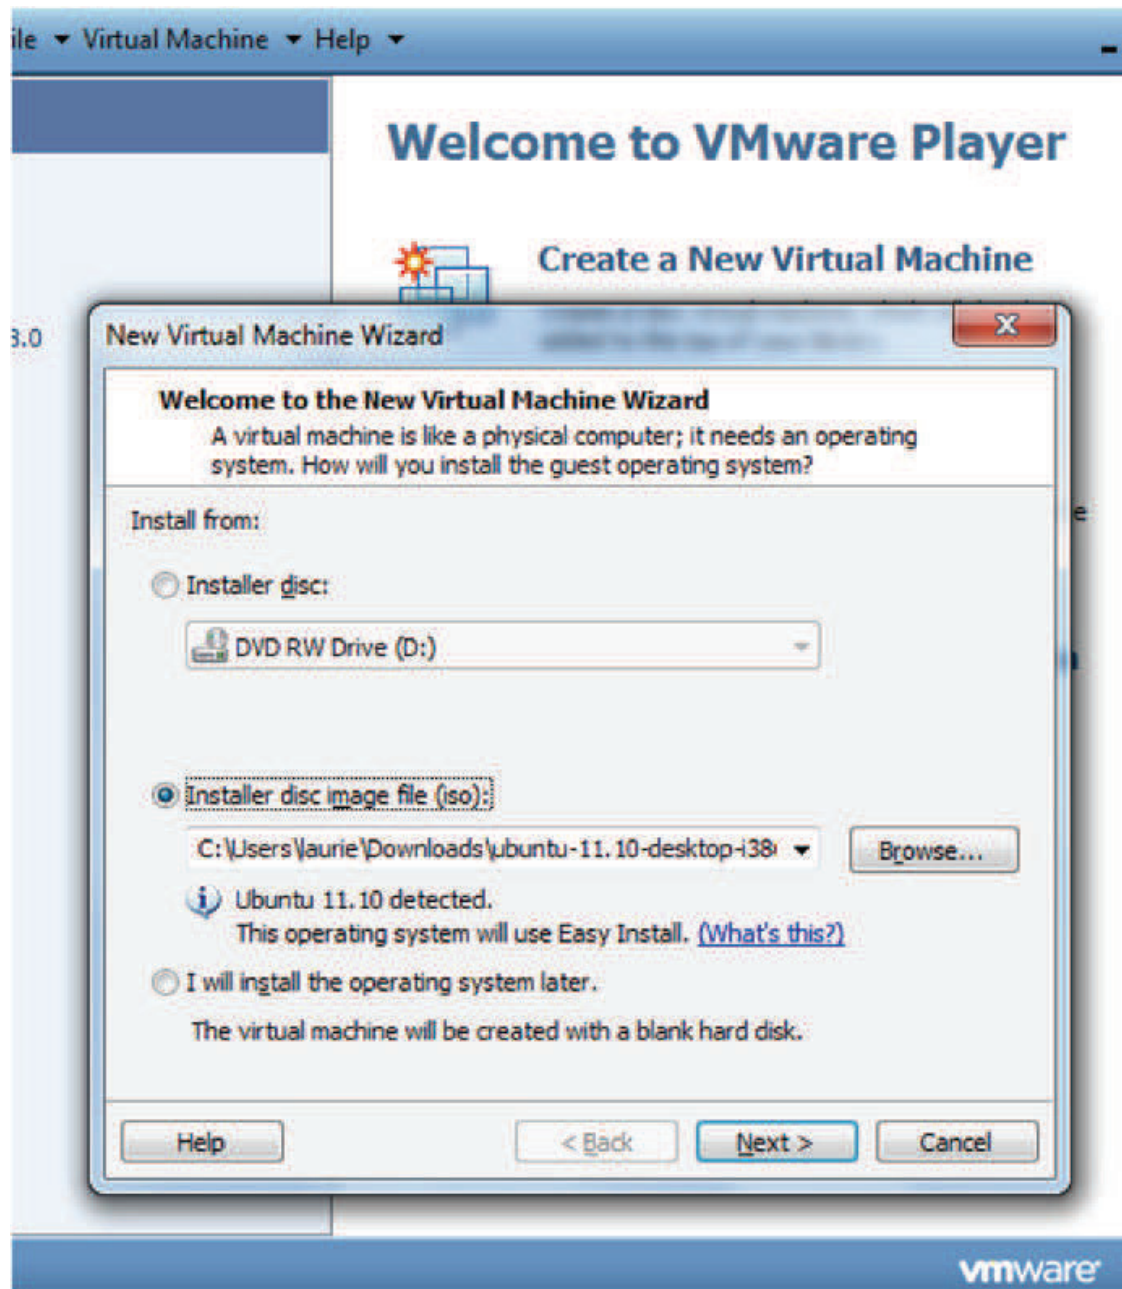 ile Virtual Machine Help
Welcome to VMware Player
Create a New Virtual Machine
3.0
New Virtual Machine Wizard
Welcome to the New Virtual Machine Wizard
A virtual machine is like a physical computer; it needs an operating
system. How will you install the guest operating system?
e
Install from:
Installer disc:
DVD RW Drive (D:)
Installer disc image file (iso):
C:\Users\laurie\Downloads\ubuntu-11.10-desktop-i38
Browse...
Ubuntu 11.10 detected.
This operating system will use Easy Install. (What's this?)
I will install the operating system later.
The virtual machine will be created with a blank hard disk.
Help
< Back
Next >
Cancel
vmware